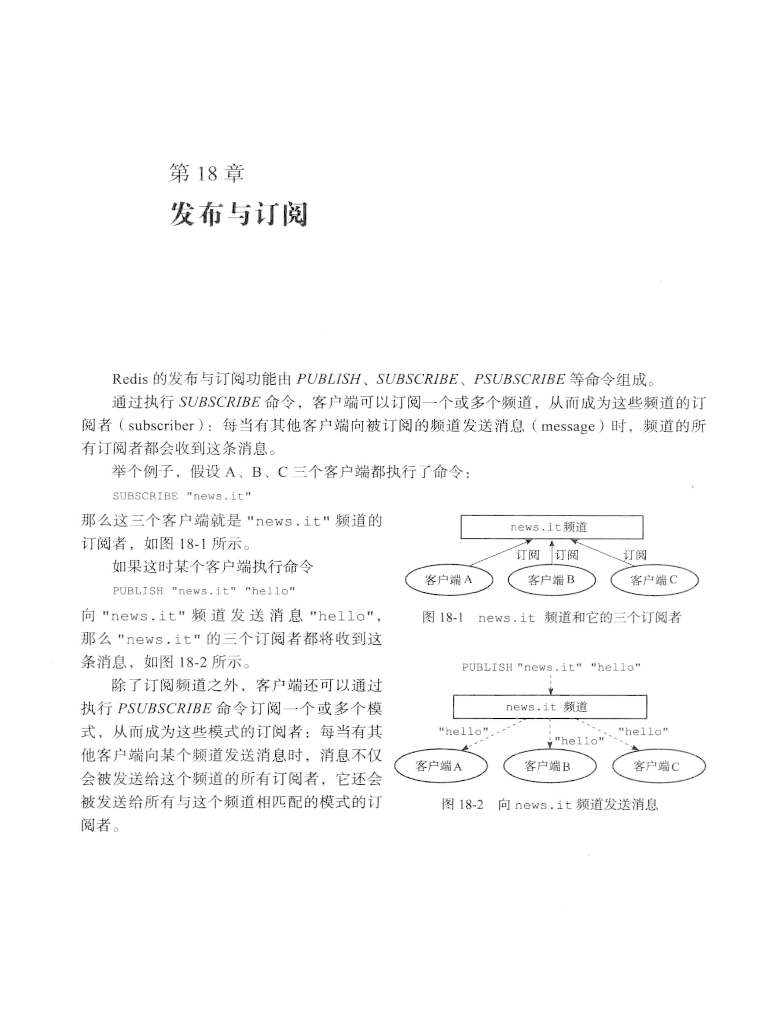 第 18 章
发布与订阅
Redis 的发布与订阅功能由 PUBLISH、SUBSCRIBE、PSUBSCRIBE 等命令组成。
通过执行 SUBSCRIBE 命令，客户端可以订阅一个或多个频道，从而成为这些频道的订
阅者（subscriber）：每当有其他客户端向被订阅的频道发送消息（message）时，频道的所
有订阅者都会收到这条消息。
举个例子，假设 A、B、C 三个客户端都执行了命令：
SUBSCRIBE "news.it"
那么这三个客户端就是 "news.it" 频道的
订阅者，如图 18-1 所示。
如果这时某个客户端执行命令
PUBLISH "news.it" "hello"
向 "news.it" 频道发送消息 "hello"，
那么 "news.it" 的三个订阅者都将收到这
条消息，如图 18-2 所示。
除了订阅频道之外，客户端还可以通过
执行 PSUBSCRIBE 命令订阅一个或多个模
式，从而成为这些模式的订阅者：每当有其
他客户端向某个频道发送消息时，消息不仅
会被发送给这个频道的所有订阅者，它还会
被发送给所有与这个频道相匹配的模式的订
阅者。
news.it 频道
订阅 订阅 订阅
客户端 A 客户端 B 客户端 C
图 18-1 news.it 频道和它的三个订阅者
PUBLISH "news.it" "hello"
news.it 频道
"hello" "hello" "hello"
客户端 A 客户端 B 客户端 C
图 18-2 向 news.it 频道发送消息